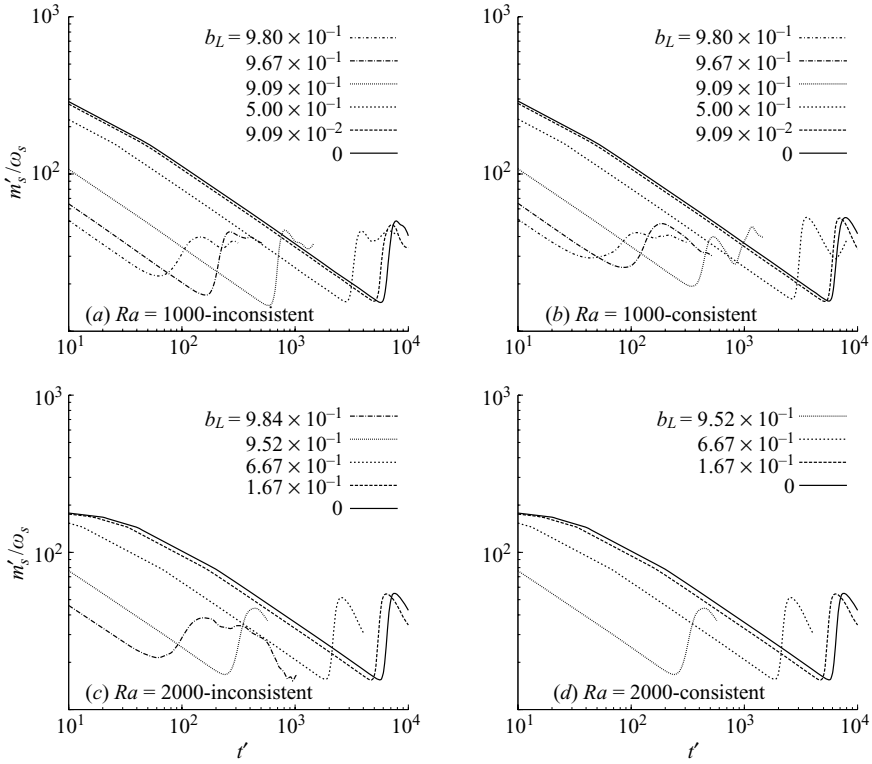 10³
b_L = 9.80 × 10⁻¹
9.67 × 10⁻¹
9.09 × 10⁻¹
5.00 × 10⁻¹
9.09 × 10⁻²
0
m′_s/ω_s
10²
(a) Ra = 1000-inconsistent
10¹ 10² 10³ 10⁴
10³
b_L = 9.80 × 10⁻¹
9.67 × 10⁻¹
9.09 × 10⁻¹
5.00 × 10⁻¹
9.09 × 10⁻²
0
10²
(b) Ra = 1000-consistent
10¹ 10² 10³ 10⁴
10³
b_L = 9.84 × 10⁻¹
9.52 × 10⁻¹
6.67 × 10⁻¹
1.67 × 10⁻¹
0
m′_s/ω_s
10²
(c) Ra = 2000-inconsistent
10¹ 10² 10³ 10⁴
t′
10³
b_L = 9.52 × 10⁻¹
6.67 × 10⁻¹
1.67 × 10⁻¹
0
10²
(d) Ra = 2000-consistent
10¹ 10² 10³ 10⁴
t′